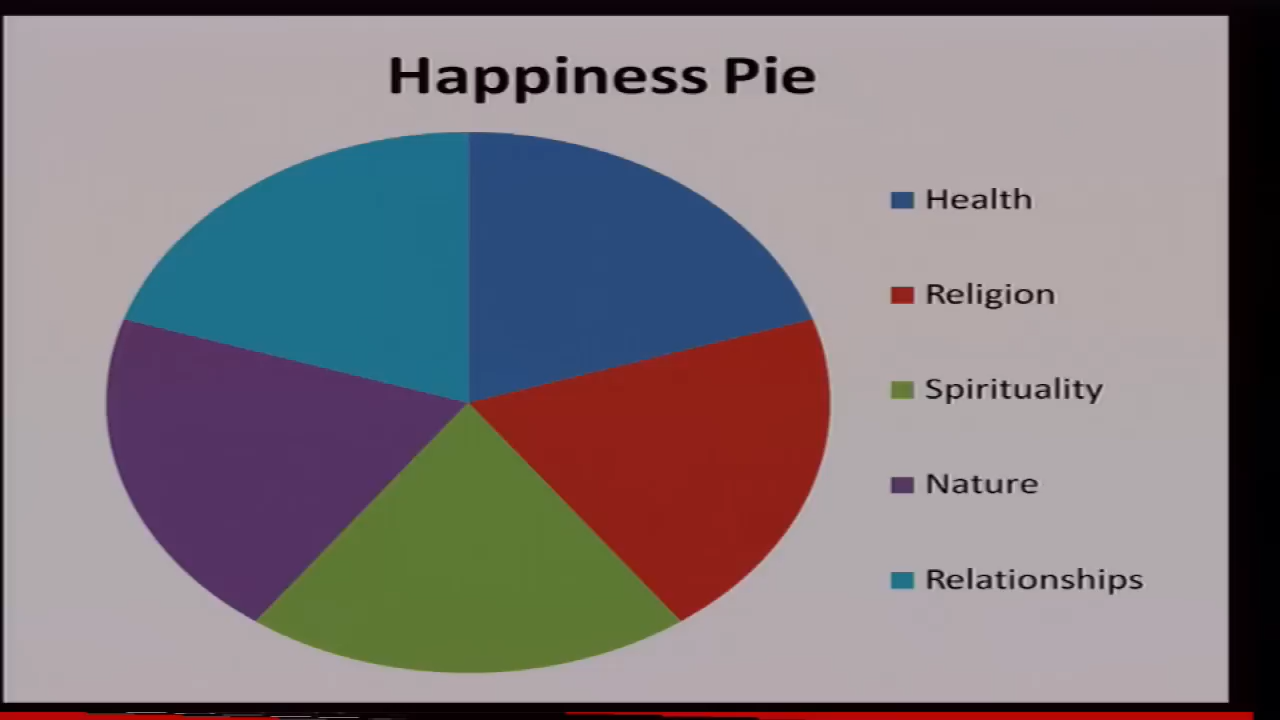 Happiness Pie
Health
Religion
Spirituality
Nature
Relationships